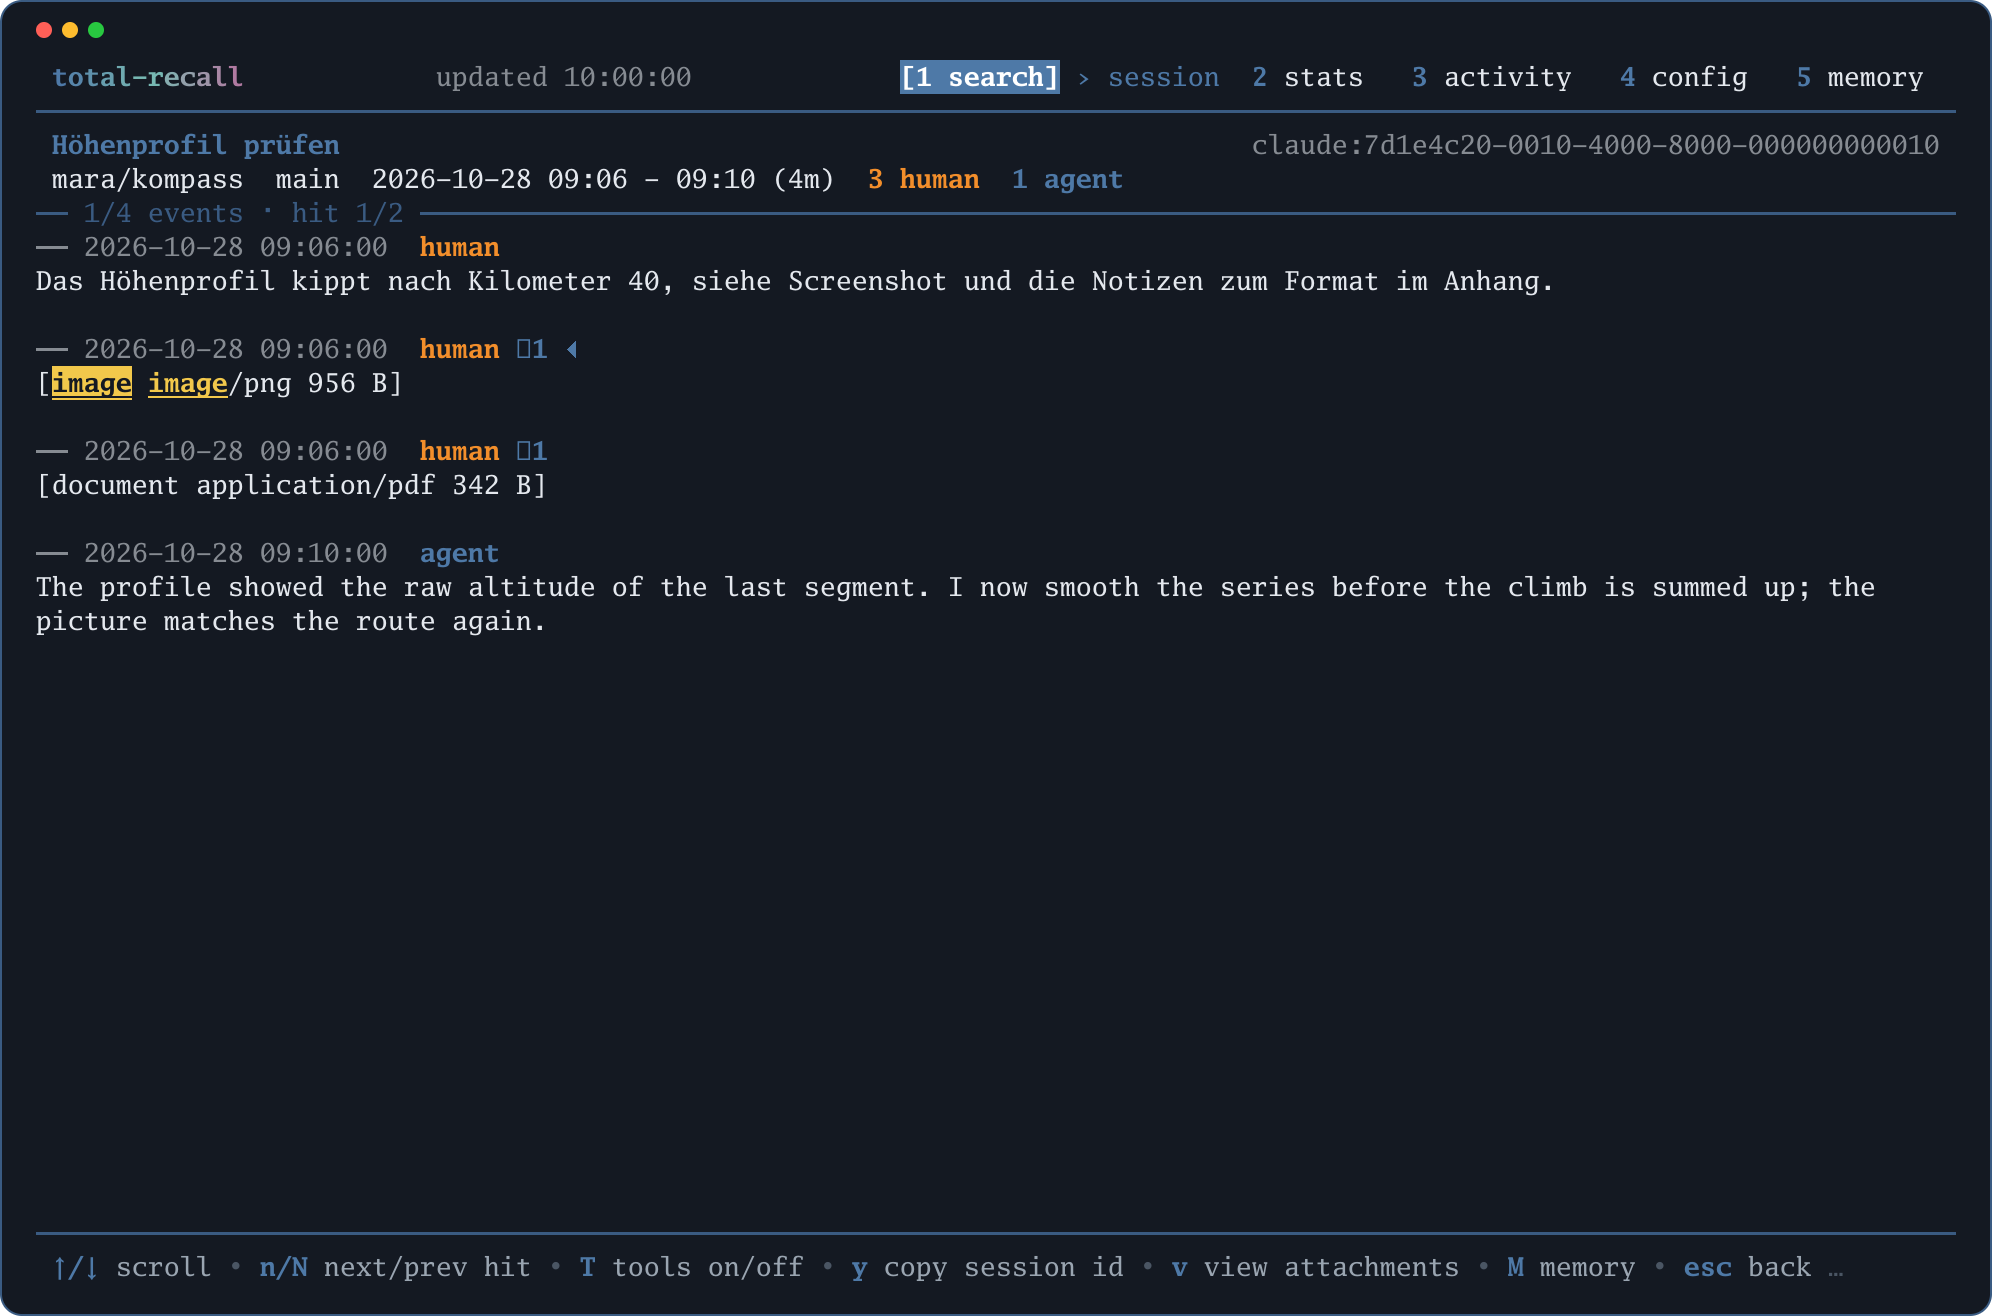 total-recall updated 10:00:00 [1 search] › session 2 stats 3 activity 4 config 5 memory
Höhenprofil prüfen claude:7d1e4c20-0010-4000-8000-000000000010
mara/kompass main 2026-10-28 09:06 – 09:10 (4m) 3 human 1 agent
── 1/4 events · hit 1/2
── 2026-10-28 09:06:00 human
Das Höhenprofil kippt nach Kilometer 40, siehe Screenshot und die Notizen zum Format im Anhang.
── 2026-10-28 09:06:00 human 1 ◂
[image image/png 956 B]
── 2026-10-28 09:06:00 human 1
[document application/pdf 342 B]
── 2026-10-28 09:10:00 agent
The profile showed the raw altitude of the last segment. I now smooth the series before the climb is summed up; the
picture matches the route again.
↑/↓ scroll • n/N next/prev hit • T tools on/off • y copy session id • v view attachments • M memory • esc back …